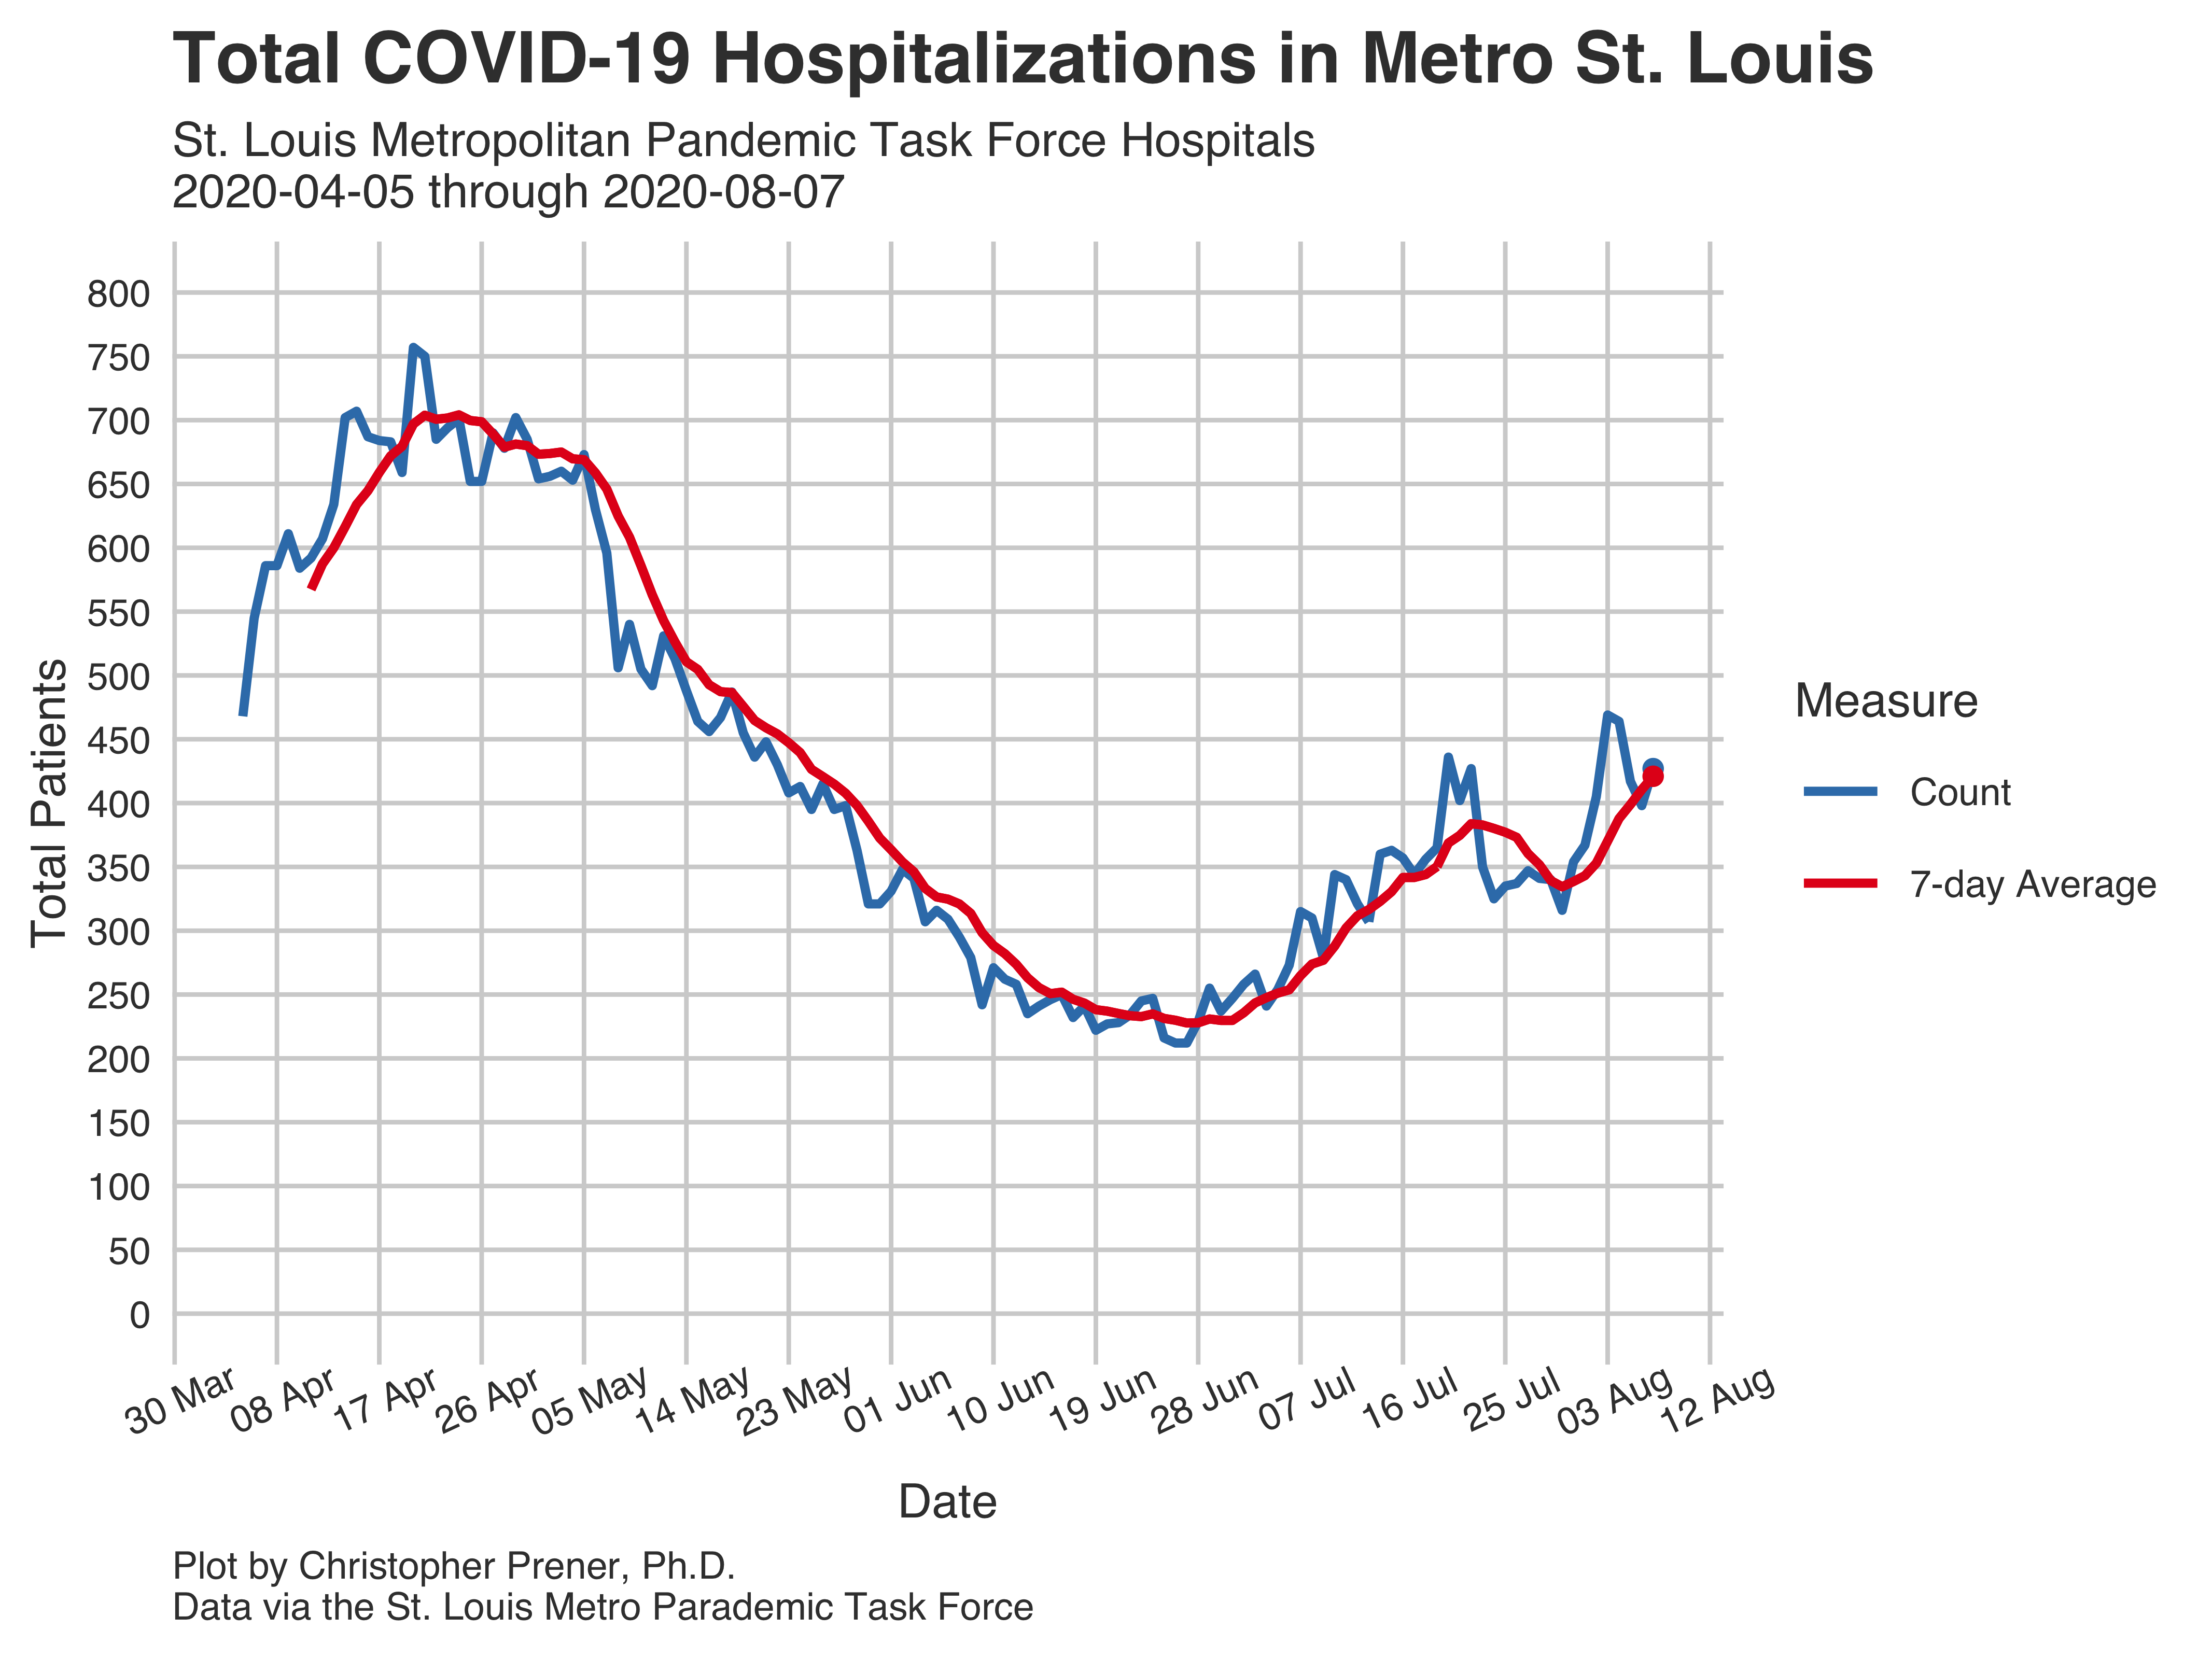 Total COVID-19 Hospitalizations in Metro St. Louis
St. Louis Metropolitan Pandemic Task Force Hospitals
2020-04-05 through 2020-08-07
800
750
700
650
600
550
500
450
400
350
300
250
200
150
100
50
0
Total Patients
30 Mar
08 Apr
17 Apr
26 Apr
05 May
14 May
23 May
01 Jun
10 Jun
19 Jun
28 Jun
07 Jul
16 Jul
25 Jul
03 Aug
12 Aug
Date
Measure
Count
7-day Average
Plot by Christopher Prener, Ph.D.
Data via the St. Louis Metro Parademic Task Force